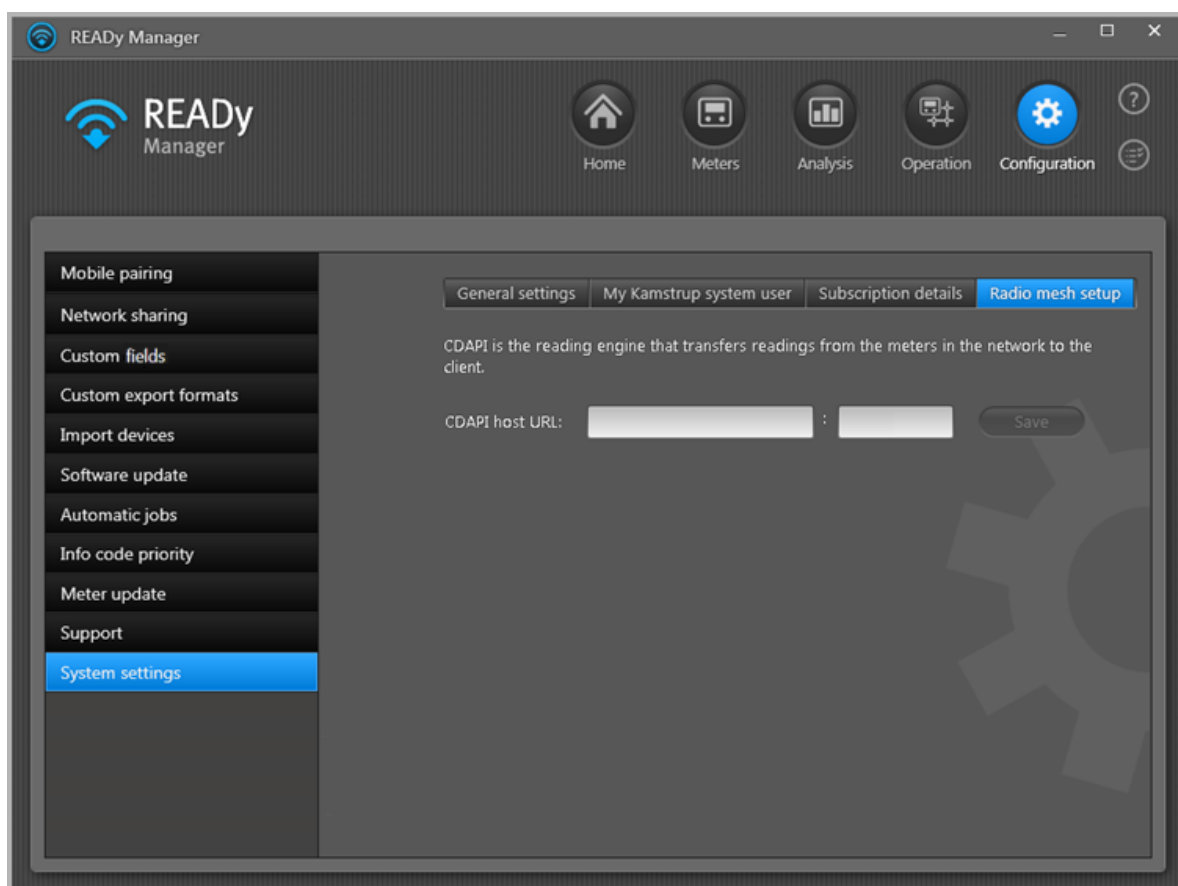 READy Manager
READy
Manager
Home Meters Analysis Operation Configuration
?
Mobile pairing
Network sharing
Custom fields
Custom export formats
Import devices
Software update
Automatic jobs
Info code priority
Meter update
Support
System settings
General settings My Kamstrup system user Subscription details Radio mesh setup
CDAPI is the reading engine that transfers readings from the meters in the network to the
client.
CDAPI host URL: : Save